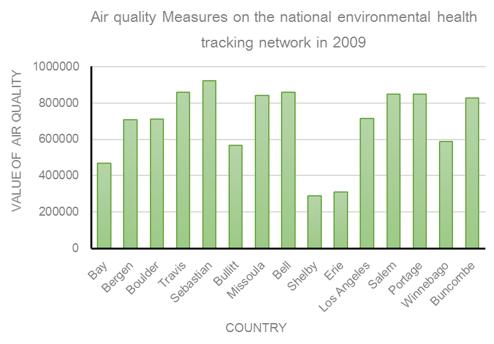 Air quality Measures on the national environmental health
tracking network in 2009
VALUE OF AIR QUALITY
1000000
800000
600000
400000
200000
0
Bay
Bergen
Boulder
Travis
Sebastian
Bullitt
Missoula
Bell
Shelby
Erie
Los Angeles
Salem
Portage
Winnebago
Buncombe
COUNTRY